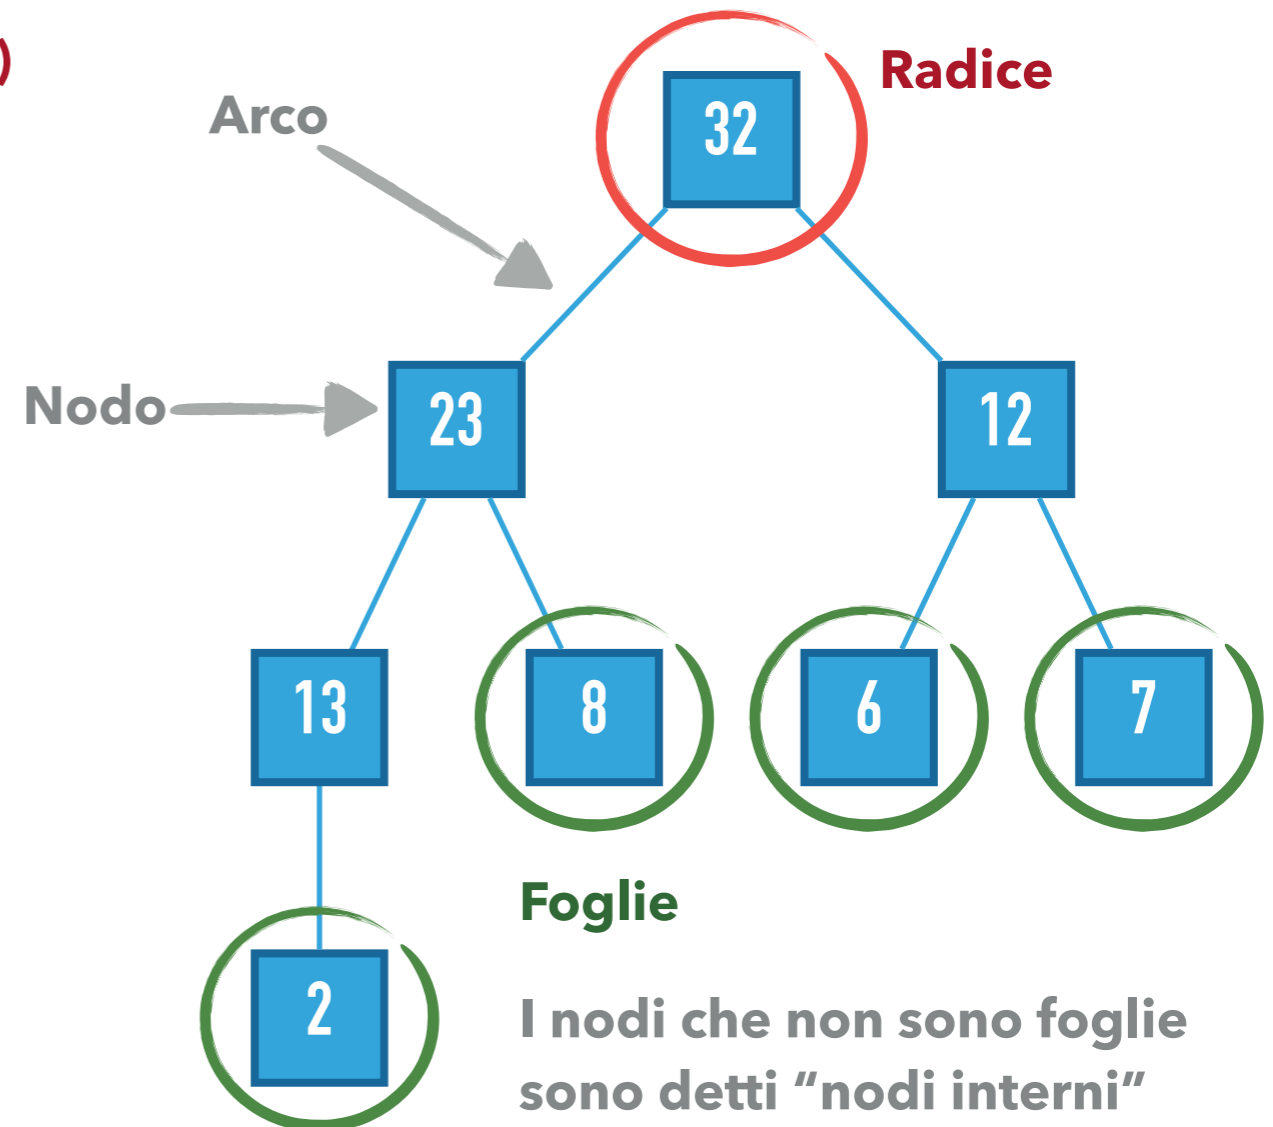 )
Radice
32
Arco
Nodo
23
12
13
8
6
7
Foglie
2
I nodi che non sono foglie
sono detti “nodi interni”